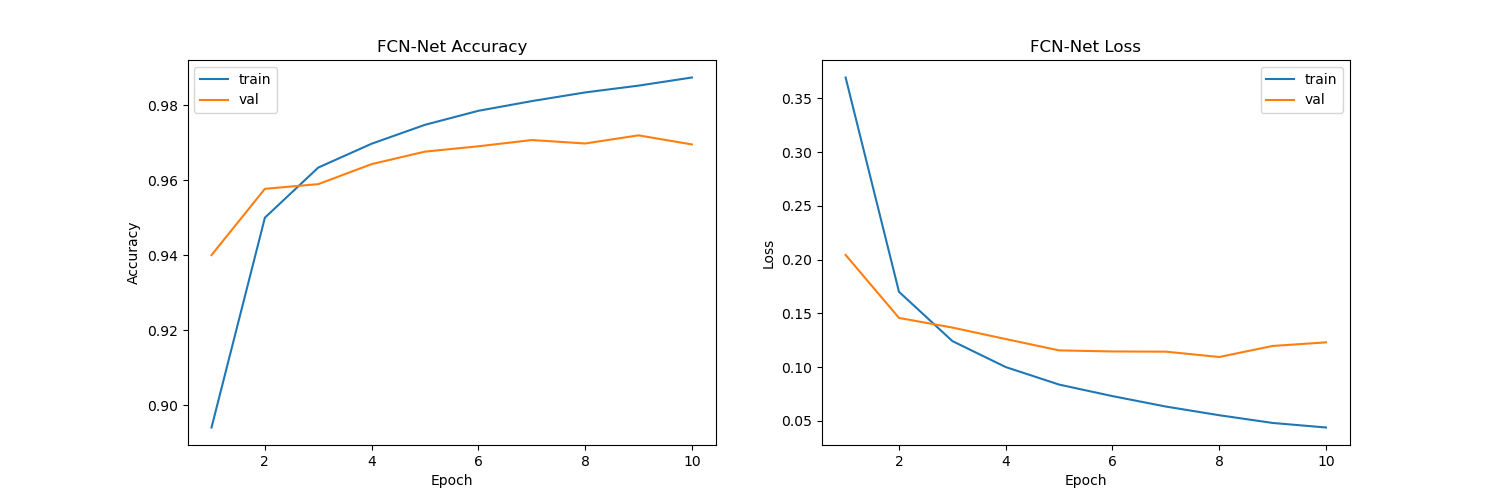 FCN-Net Accuracy
train
val
0.98
0.96
0.94
0.92
0.90
Accuracy
2 4 6 8 10
Epoch
FCN-Net Loss
train
val
0.35
0.30
0.25
0.20
0.15
0.10
0.05
Loss
2 4 6 8 10
Epoch